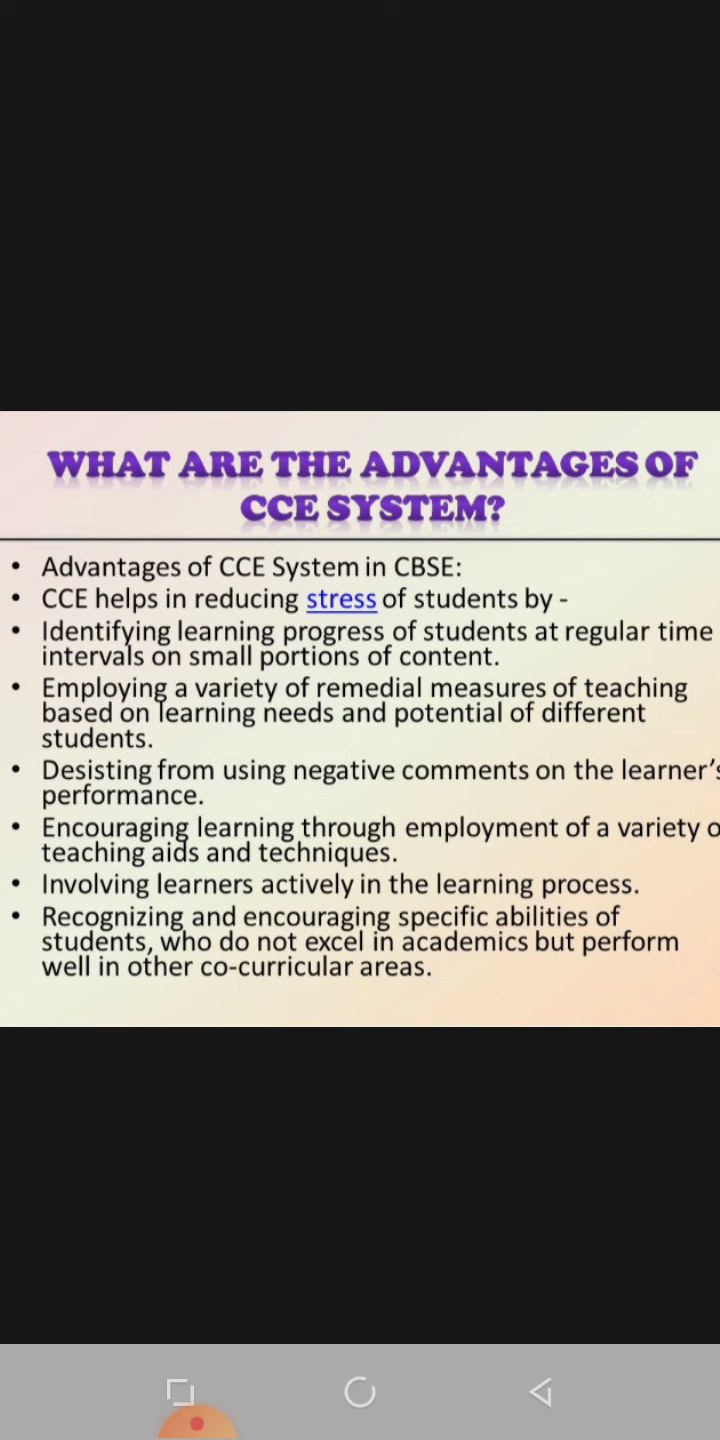 WHAT ARE THE ADVANTAGES OF
CCE SYSTEM?
• Advantages of CCE System in CBSE:
• CCE helps in reducing stress of students by -
• Identifying learning progress of students at regular time
intervals on small portions of content.
• Employing a variety of remedial measures of teaching
based on learning needs and potential of different
students.
• Desisting from using negative comments on the learner's
performance.
• Encouraging learning through employment of a variety o
teaching aids and techniques.
• Involving learners actively in the learning process.
• Recognizing and encouraging specific abilities of
students, who do not excel in academics but perform
well in other co-curricular areas.